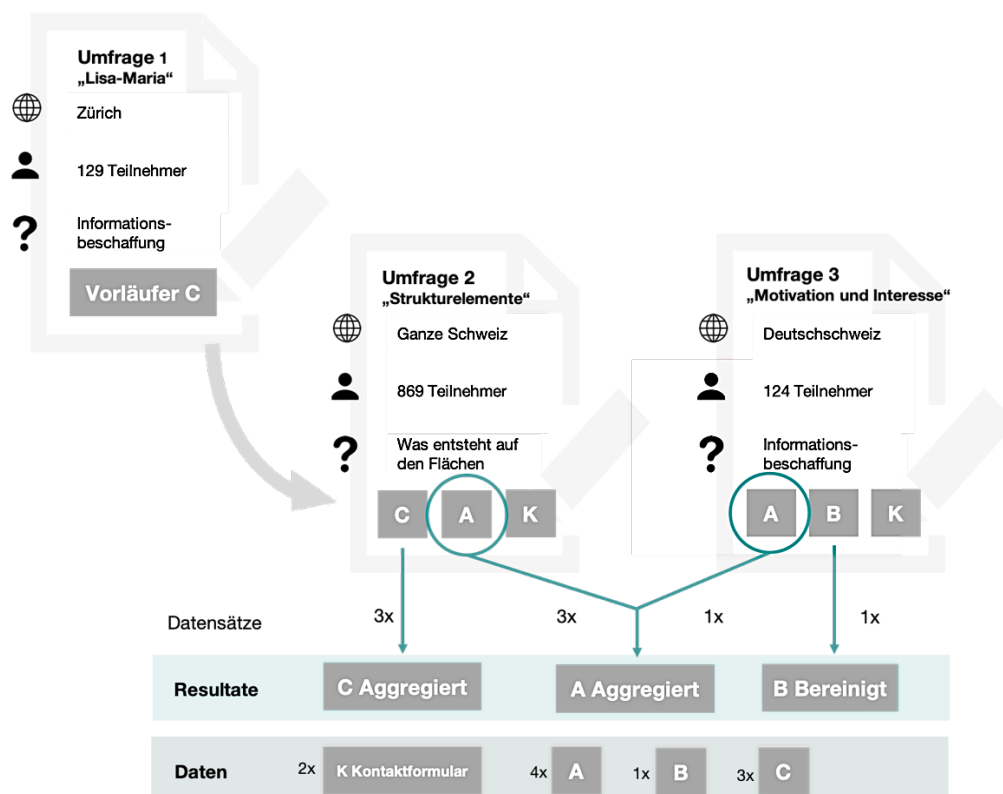 Umfrage 1
„Lisa-Maria“
Zürich
129 Teilnehmer
?
Informations-
beschaffung
Vorläufer C
Umfrage 2
„Strukturelemente“
Ganze Schweiz
869 Teilnehmer
?
Was entsteht auf
den Flächen
C A K
Umfrage 3
„Motivation und Interesse“
Deutschschweiz
124 Teilnehmer
?
Informations-
beschaffung
A B K
Datensätze 3x 3x 1x 1x
Resultate C Aggregiert A Aggregiert B Bereinigt
Daten 2x K Kontaktformular 4x A 1x B 3x C